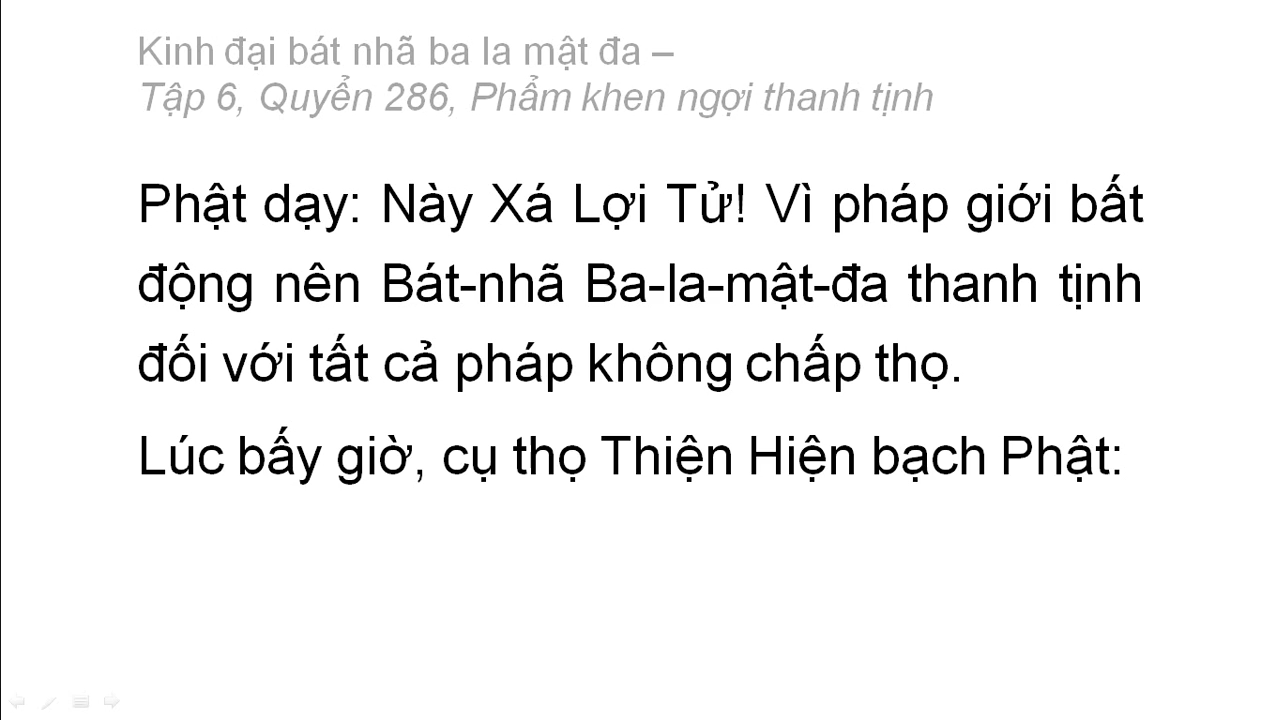 Kinh đại bát nhã ba la mật đa –
Tập 6, Quyển 286, Phẩm khen ngợi thanh tịnh
Phật dạy: Này Xá Lợi Tử! Vì pháp giới bất
động nên Bát-nhã Ba-la-mật-đa thanh tịnh
đối với tất cả pháp không chấp thọ.
Lúc bấy giờ, cụ thọ Thiện Hiện bạch Phật: